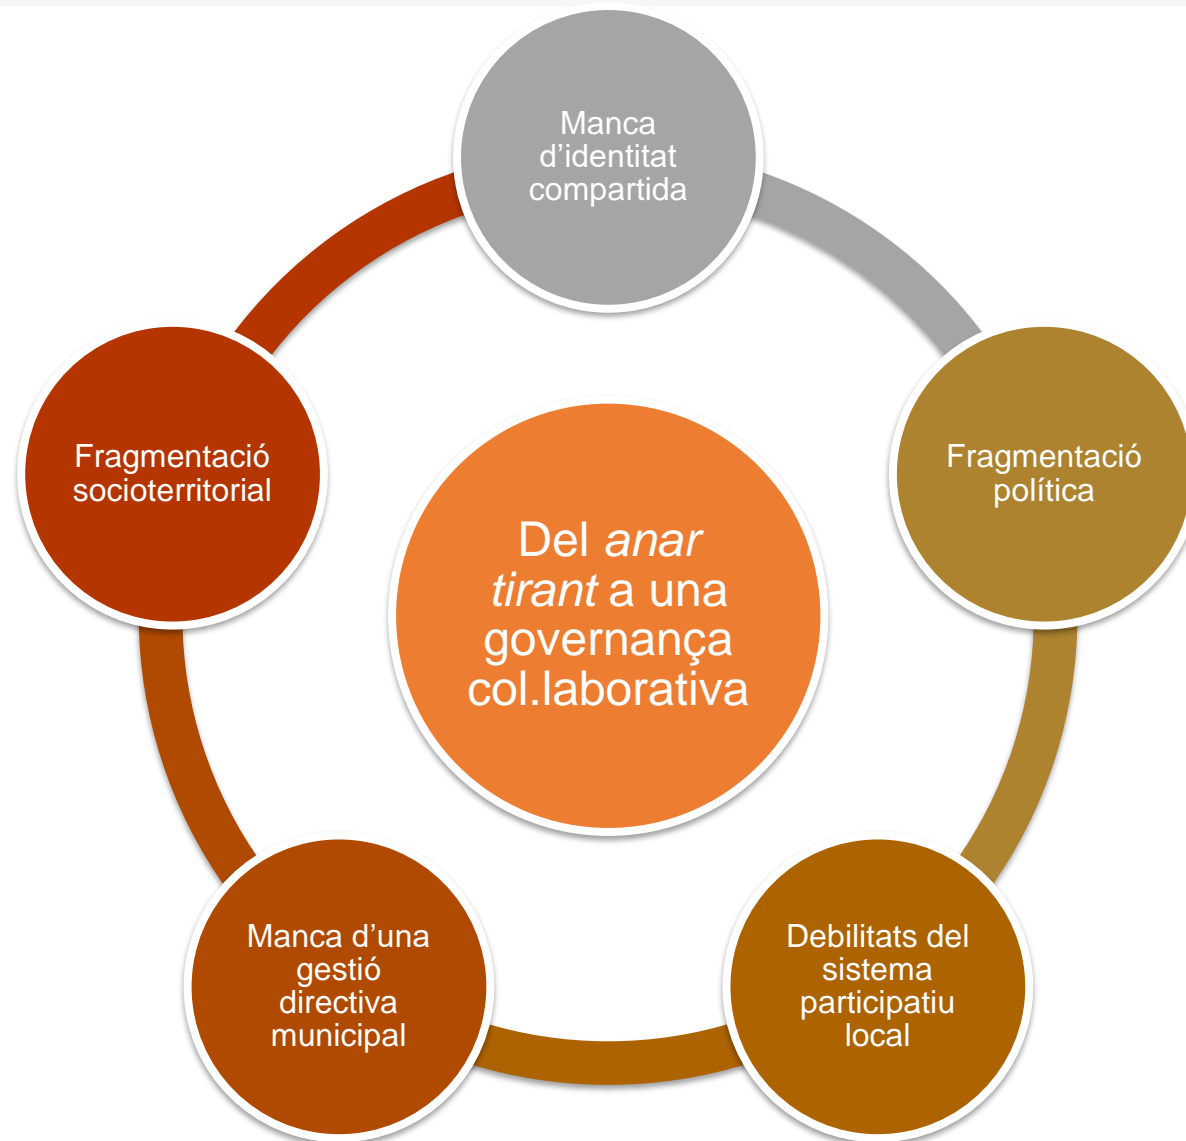 Manca
d’identitat
compartida
Fragmentació
política
Debilitats del
sistema
participatiu
local
Manca d’una
gestió
directiva
municipal
Fragmentació
socioterritorial
Del anar
tirant a una
governança
col.laborativa